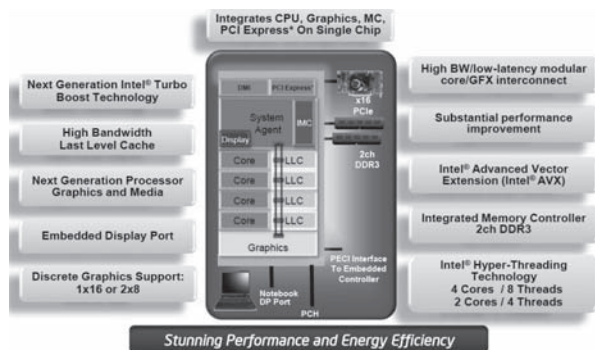 Integrates CPU, Graphics, MC,
PCI Express* On Single Chip
Next Generation Intel® Turbo
Boost Technology
High Bandwidth
Last Level Cache
Next Generation Processor
Graphics and Media
Embedded Display Port
Discrete Graphics Support:
1x16 or 2x8
DMI
PCI Express*
System
Agent
IMC
Display
Core
LLC
Core
LLC
Core
LLC
Core
LLC
Graphics
x16
PCIe
2ch
DDR3
PECI Interface
To Embedded
Controller
Notebook
DP Port
PCH
High BW/low-latency modular
core/GFX interconnect
Substantial performance
improvement
Intel® Advanced Vector
Extension (Intel® AVX)
Integrated Memory Controller
2ch DDR3
Intel® Hyper-Threading
Technology
4 Cores / 8 Threads
2 Cores / 4 Threads
Stunning Performance and Energy Efficiency